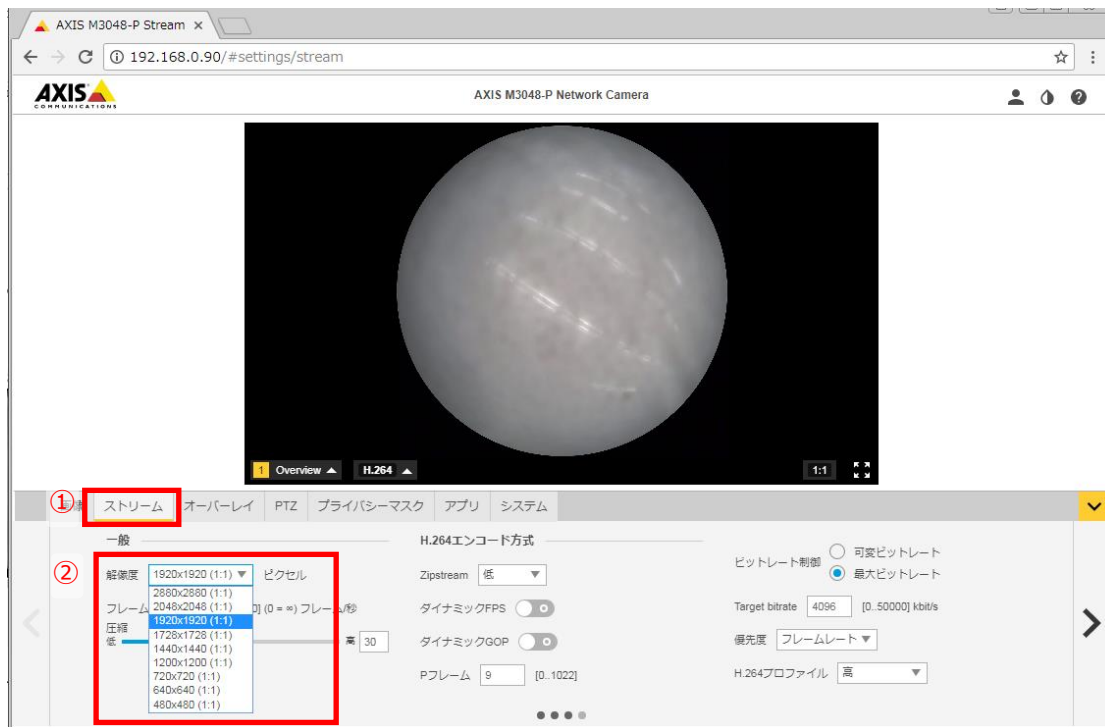 AXIS M3048-P Stream ×
192.168.0.90/#settings/stream
AXIS
COMMUNICATIONS
AXIS M3048-P Network Camera
1 Overview
H.264
1:1
①
ストリーム オーバーレイ PTZ プライバシーマスク アプリ システム
②
一般
解像度 1920x1920 (1:1) ピクセル
2880x2880 (1:1)
2048x2048 (1:1)
1920x1920 (1:1)
1728x1728 (1:1)
1440x1440 (1:1)
1200x1200 (1:1)
720x720 (1:1)
640x640 (1:1)
480x480 (1:1)
(0 = ∞) フレーム/秒
圧縮
低 高 30
H.264エンコード方式
Zipstream 低
ダイナミックFPS
ダイナミックGOP
Pフレーム 9 [0..1022]
ビットレート制御
可変ビットレート
最大ビットレート
Target bitrate 4096 [0..50000] kbit/s
優先度 フレームレート
H.264プロファイル 高